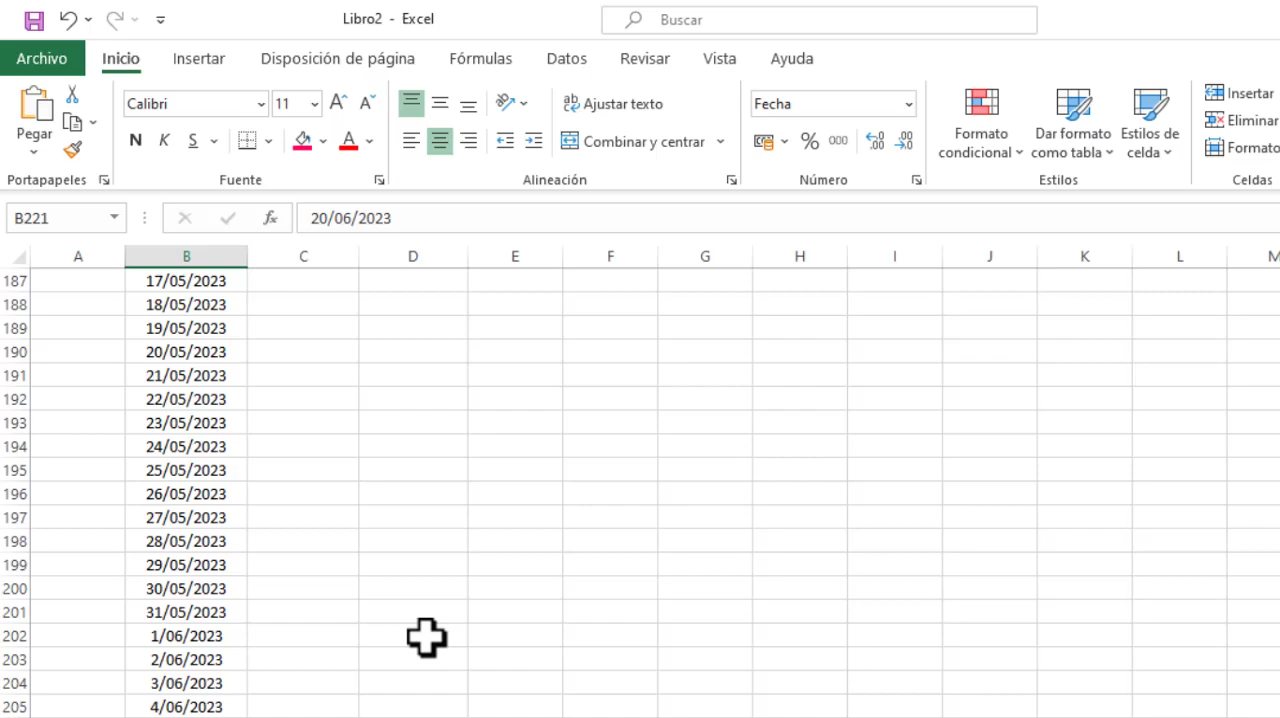 Libro2 - Excel
Buscar
Archivo Inicio Insertar Disposición de página Fórmulas Datos Revisar Vista Ayuda
Pegar
Calibri 11
N K S A
Ajustar texto
Combinar y centrar
Fecha
% 000
Formato condicional
Dar formato como tabla
Estilos de celda
Insertar
Eliminar
Formato
Portapapeles Fuente Alineación Número Estilos Celdas
B221 fx 20/06/2023
A B C D E F G H I J K L M
187 17/05/2023
188 18/05/2023
189 19/05/2023
190 20/05/2023
191 21/05/2023
192 22/05/2023
193 23/05/2023
194 24/05/2023
195 25/05/2023
196 26/05/2023
197 27/05/2023
198 28/05/2023
199 29/05/2023
200 30/05/2023
201 31/05/2023
202 1/06/2023
203 2/06/2023
204 3/06/2023
205 4/06/2023